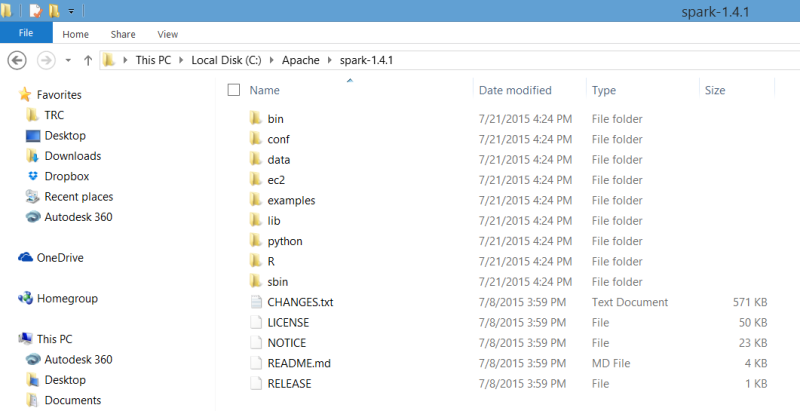 spark-1.4.1
File Home Share View
This PC Local Disk (C:) Apache spark-1.4.1
Favorites
TRC
Desktop
Downloads
Dropbox
Recent places
Autodesk 360
OneDrive
Homegroup
This PC
Autodesk 360
Desktop
Documents
Name Date modified Type Size
bin 7/21/2015 4:24 PM File folder
conf 7/21/2015 4:24 PM File folder
data 7/21/2015 4:24 PM File folder
ec2 7/21/2015 4:24 PM File folder
examples 7/21/2015 4:24 PM File folder
lib 7/21/2015 4:24 PM File folder
python 7/21/2015 4:24 PM File folder
R 7/21/2015 4:24 PM File folder
sbin 7/21/2015 4:24 PM File folder
CHANGES.txt 7/8/2015 3:59 PM Text Document 571 KB
LICENSE 7/8/2015 3:59 PM File 50 KB
NOTICE 7/8/2015 3:59 PM File 23 KB
README.md 7/8/2015 3:59 PM MD File 4 KB
RELEASE 7/8/2015 3:59 PM File 1 KB